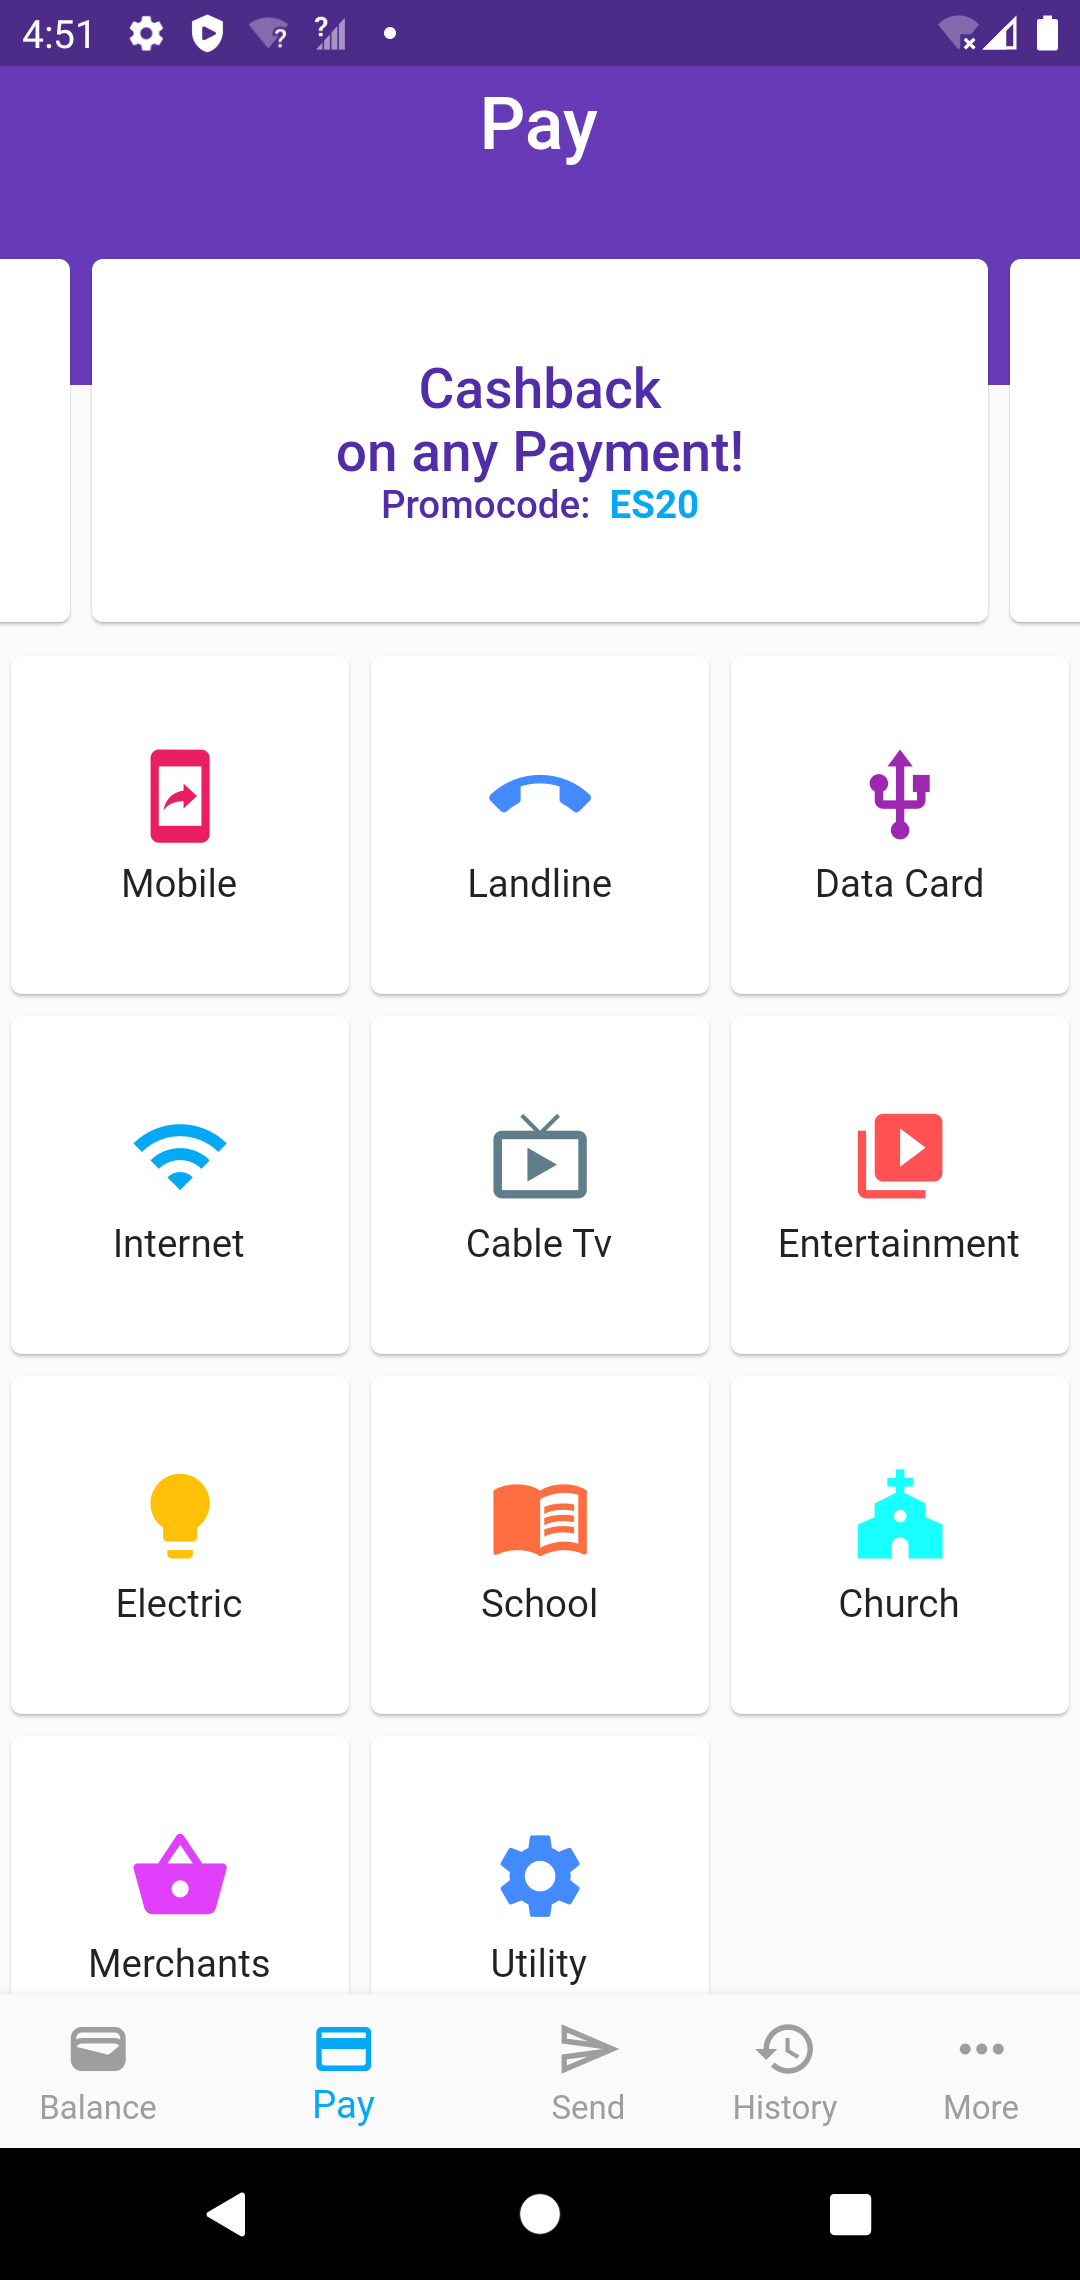 4:51
Pay
Cashback
on any Payment!
Promocode: ES20
Mobile
Landline
Data Card
Internet
Cable Tv
Entertainment
Electric
School
Church
Merchants
Utility
Balance
Pay
Send
History
More